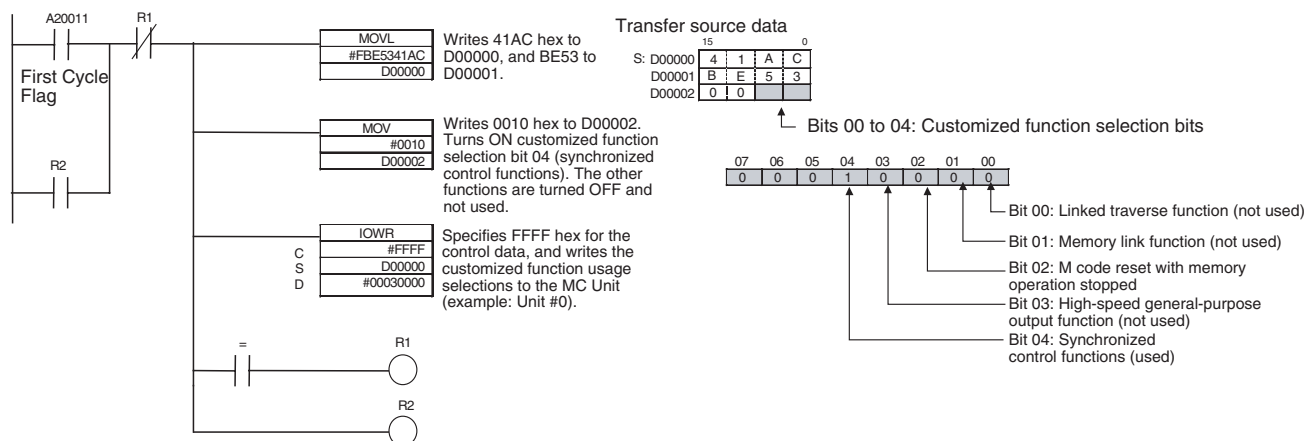 A20011
R1
First Cycle
Flag
R2
MOVL
#FBE5341AC
D00000
Writes 41AC hex to
D00000, and BE53 to
D00001.
MOV
#0010
D00002
Writes 0010 hex to D00002.
Turns ON customized function
selection bit 04 (synchronized
control functions). The other
functions are turned OFF and
not used.
IOWR
C #FFFF
S D00000
D #00030000
Specifies FFFF hex for the
control data, and writes the
customized function usage
selections to the MC Unit
(example: Unit #0).
=
R1
R2
Transfer source data
15 0
S: D00000 4 1 A C
D00001 B E 5 3
D00002 0 0
Bits 00 to 04: Customized function selection bits
07 06 05 04 03 02 01 00
0 0 0 1 0 0 0 0
Bit 00: Linked traverse function (not used)
Bit 01: Memory link function (not used)
Bit 02: M code reset with memory
operation stopped
Bit 03: High-speed general-purpose
output function (not used)
Bit 04: Synchronized
control functions (used)